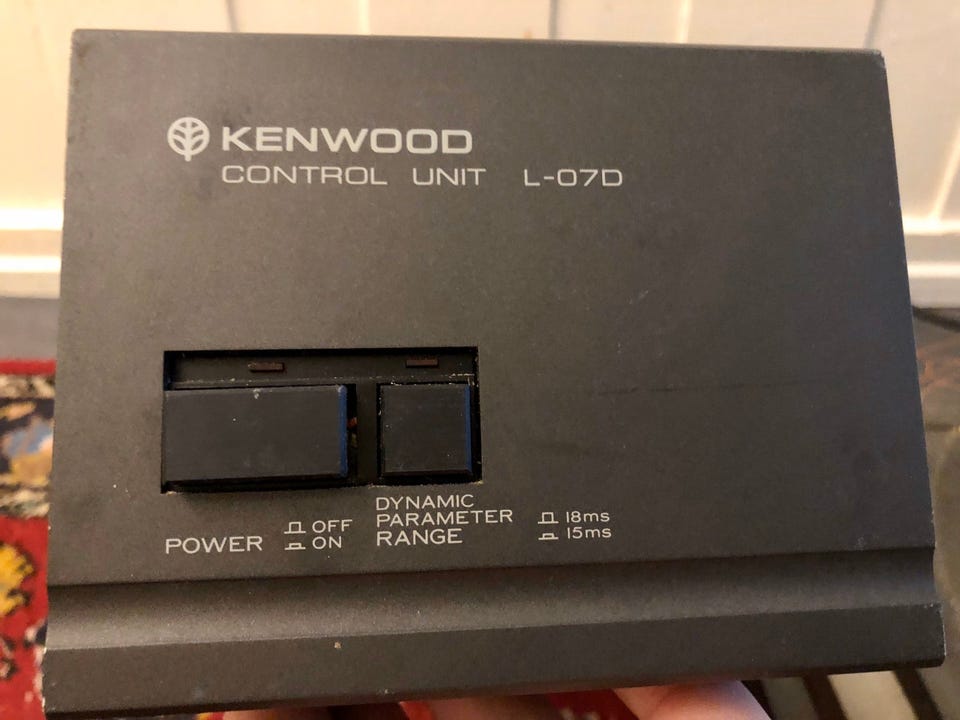 KENWOOD
CONTROL UNIT L-07D
POWER
OFF
ON
DYNAMIC
PARAMETER
RANGE
18ms
15ms